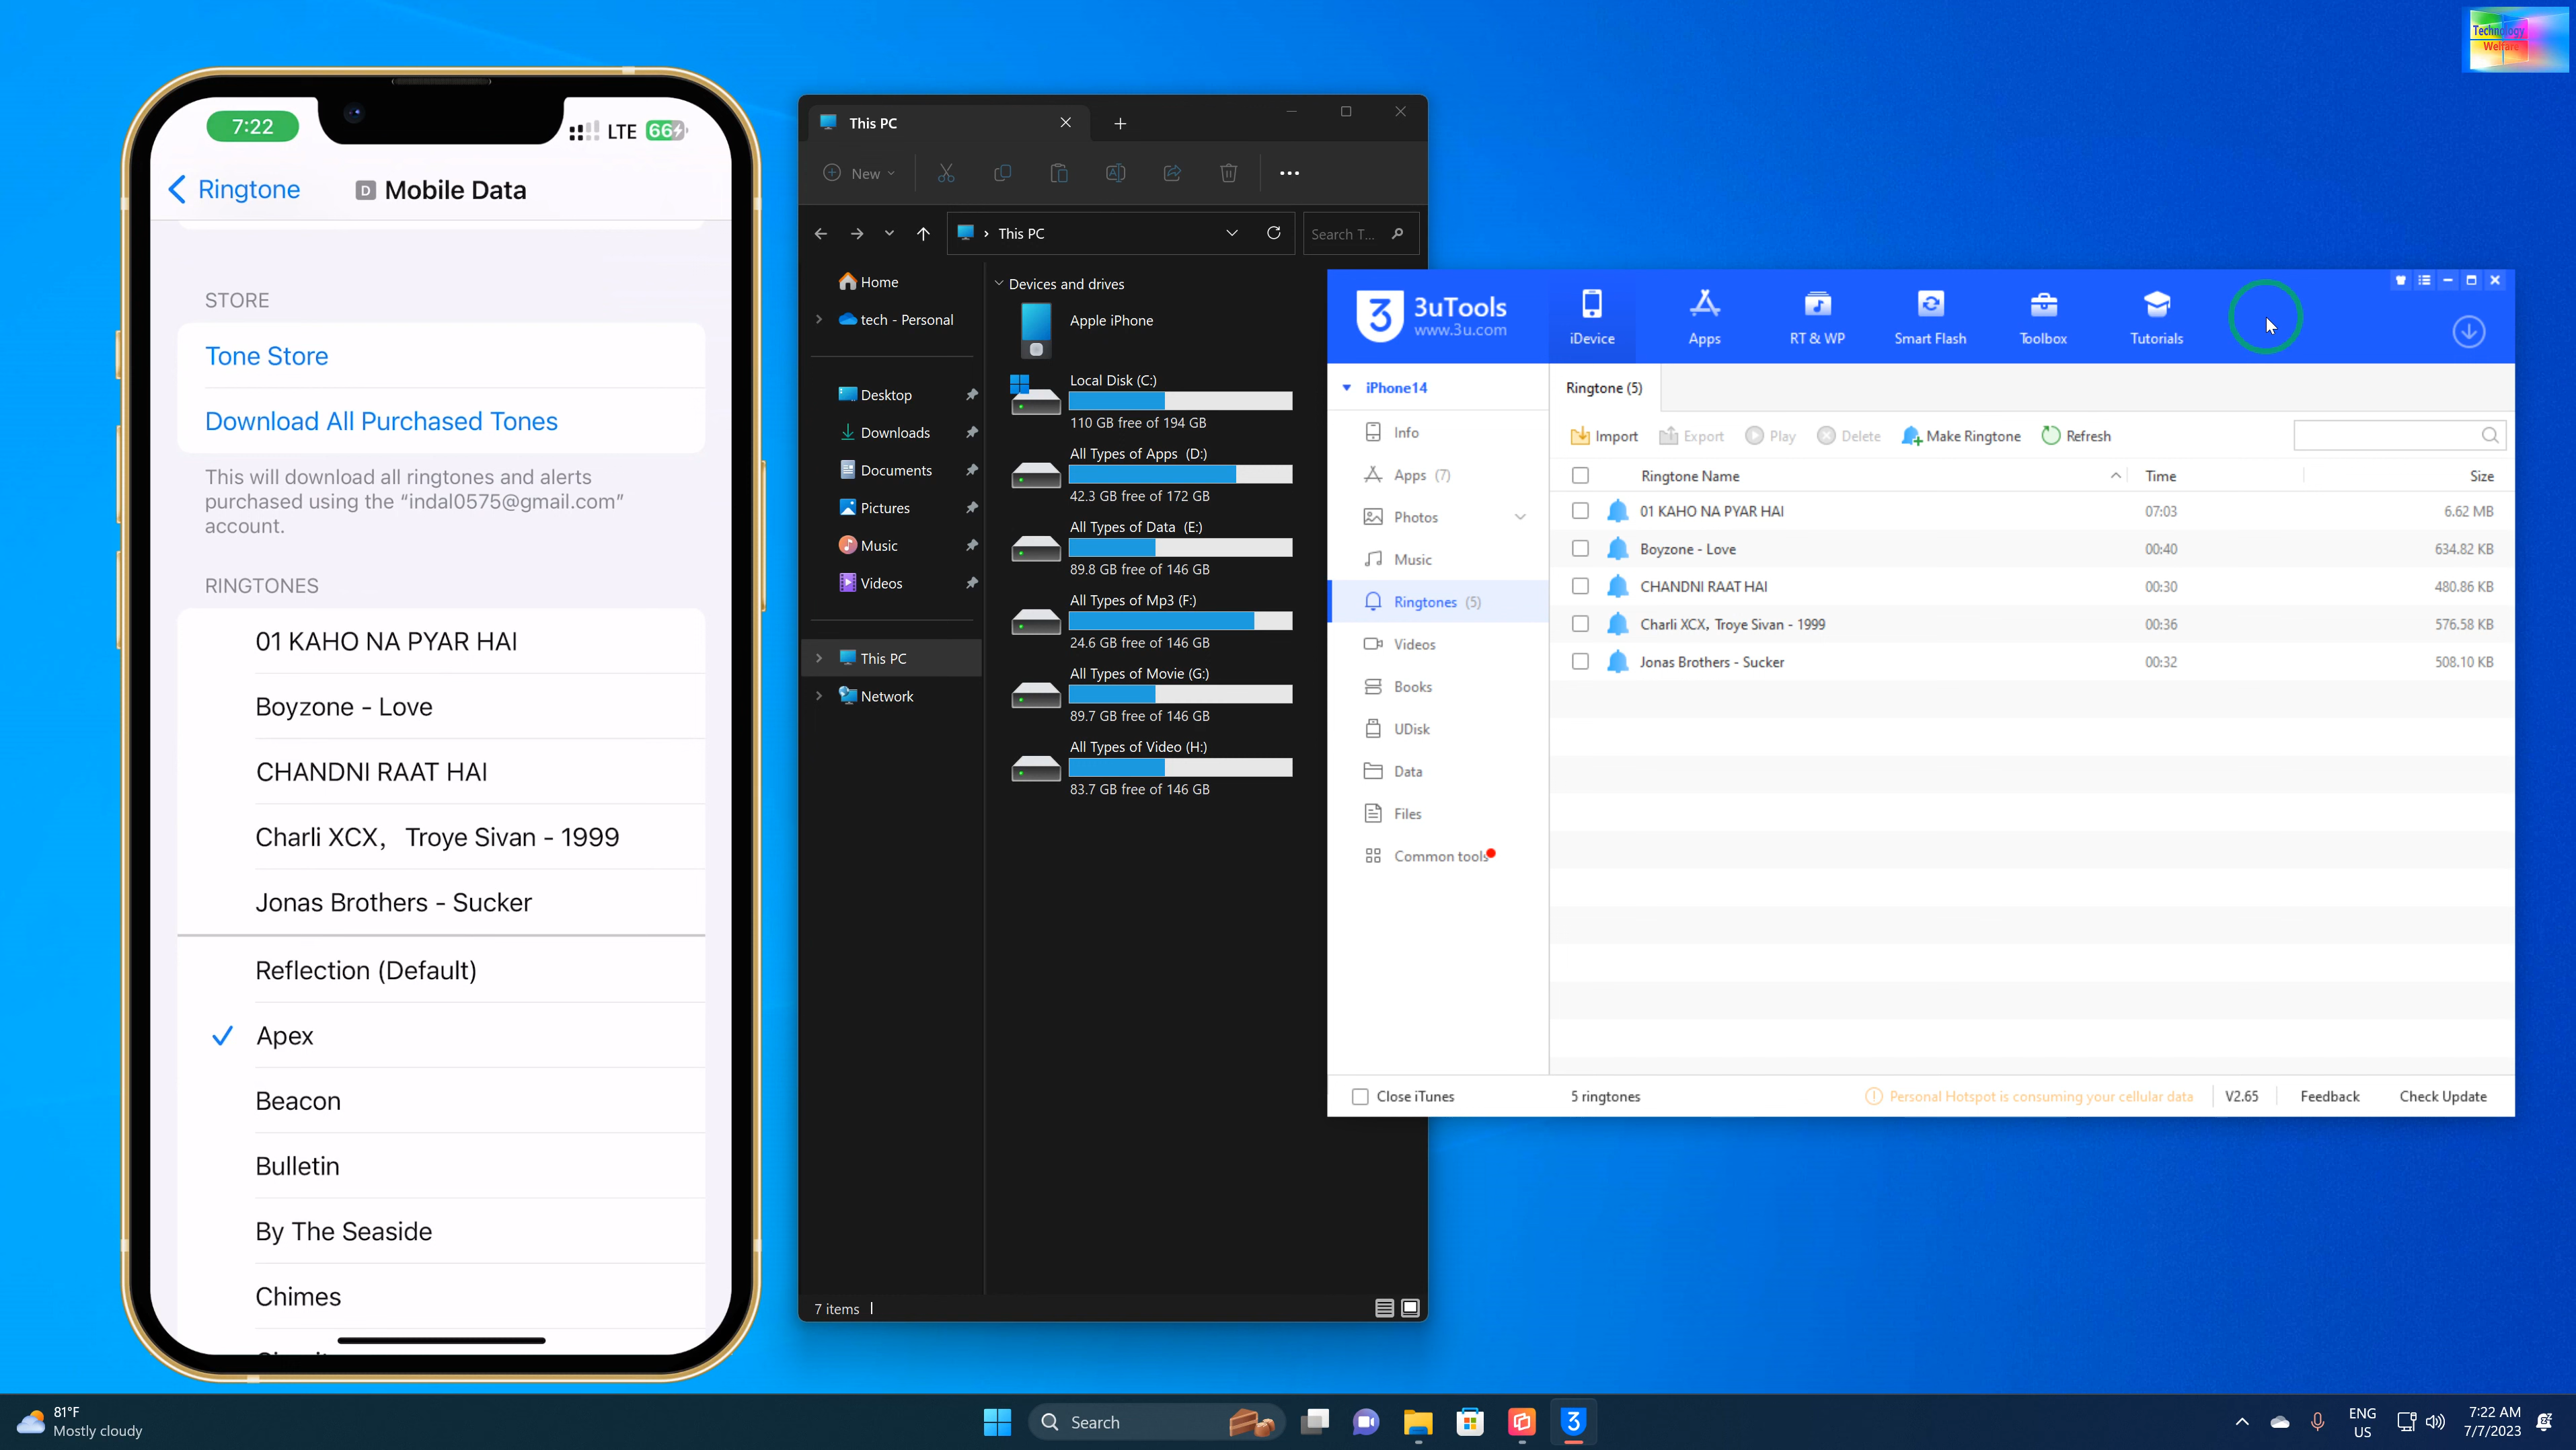 Technology
Welfare
7:22
LTE 66
Ringtone
D Mobile Data
STORE
Tone Store
Download All Purchased Tones
This will download all ringtones and alerts
purchased using the “indal0575@gmail.com”
account.
RINGTONES
01 KAHO NA PYAR HAI
Boyzone - Love
CHANDNI RAAT HAI
Charli XCX，Troye Sivan - 1999
Jonas Brothers - Sucker
Reflection (Default)
Apex
Beacon
Bulletin
By The Seaside
Chimes
This PC
New
This PC
Search T...
Home
tech - Personal
Desktop
Downloads
Documents
Pictures
Music
Videos
This PC
Network
Devices and drives
Apple iPhone
Local Disk (C:)
110 GB free of 194 GB
All Types of Apps (D:)
42.3 GB free of 172 GB
All Types of Data (E:)
89.8 GB free of 146 GB
All Types of Mp3 (F:)
24.6 GB free of 146 GB
All Types of Movie (G:)
89.7 GB free of 146 GB
All Types of Video (H:)
83.7 GB free of 146 GB
7 items
3 3uTools
www.3u.com
iDevice
Apps
RT & WP
Smart Flash
Toolbox
Tutorials
iPhone14
Info
Apps (7)
Photos
Music
Ringtones (5)
Videos
Books
UDisk
Data
Files
Common tools
Ringtone (5)
Import Export Play Delete Make Ringtone Refresh
Ringtone Name Time Size
01 KAHO NA PYAR HAI 07:03 6.62 MB
Boyzone - Love 00:40 634.82 KB
CHANDNI RAAT HAI 00:30 480.86 KB
Charli XCX，Troye Sivan - 1999 00:36 576.58 KB
Jonas Brothers - Sucker 00:32 508.10 KB
Close iTunes
5 ringtones
Personal Hotspot is consuming your cellular data
V2.65
Feedback
Check Update
81°F
Mostly cloudy
Search
3
ENG
US
7:22 AM
7/7/2023